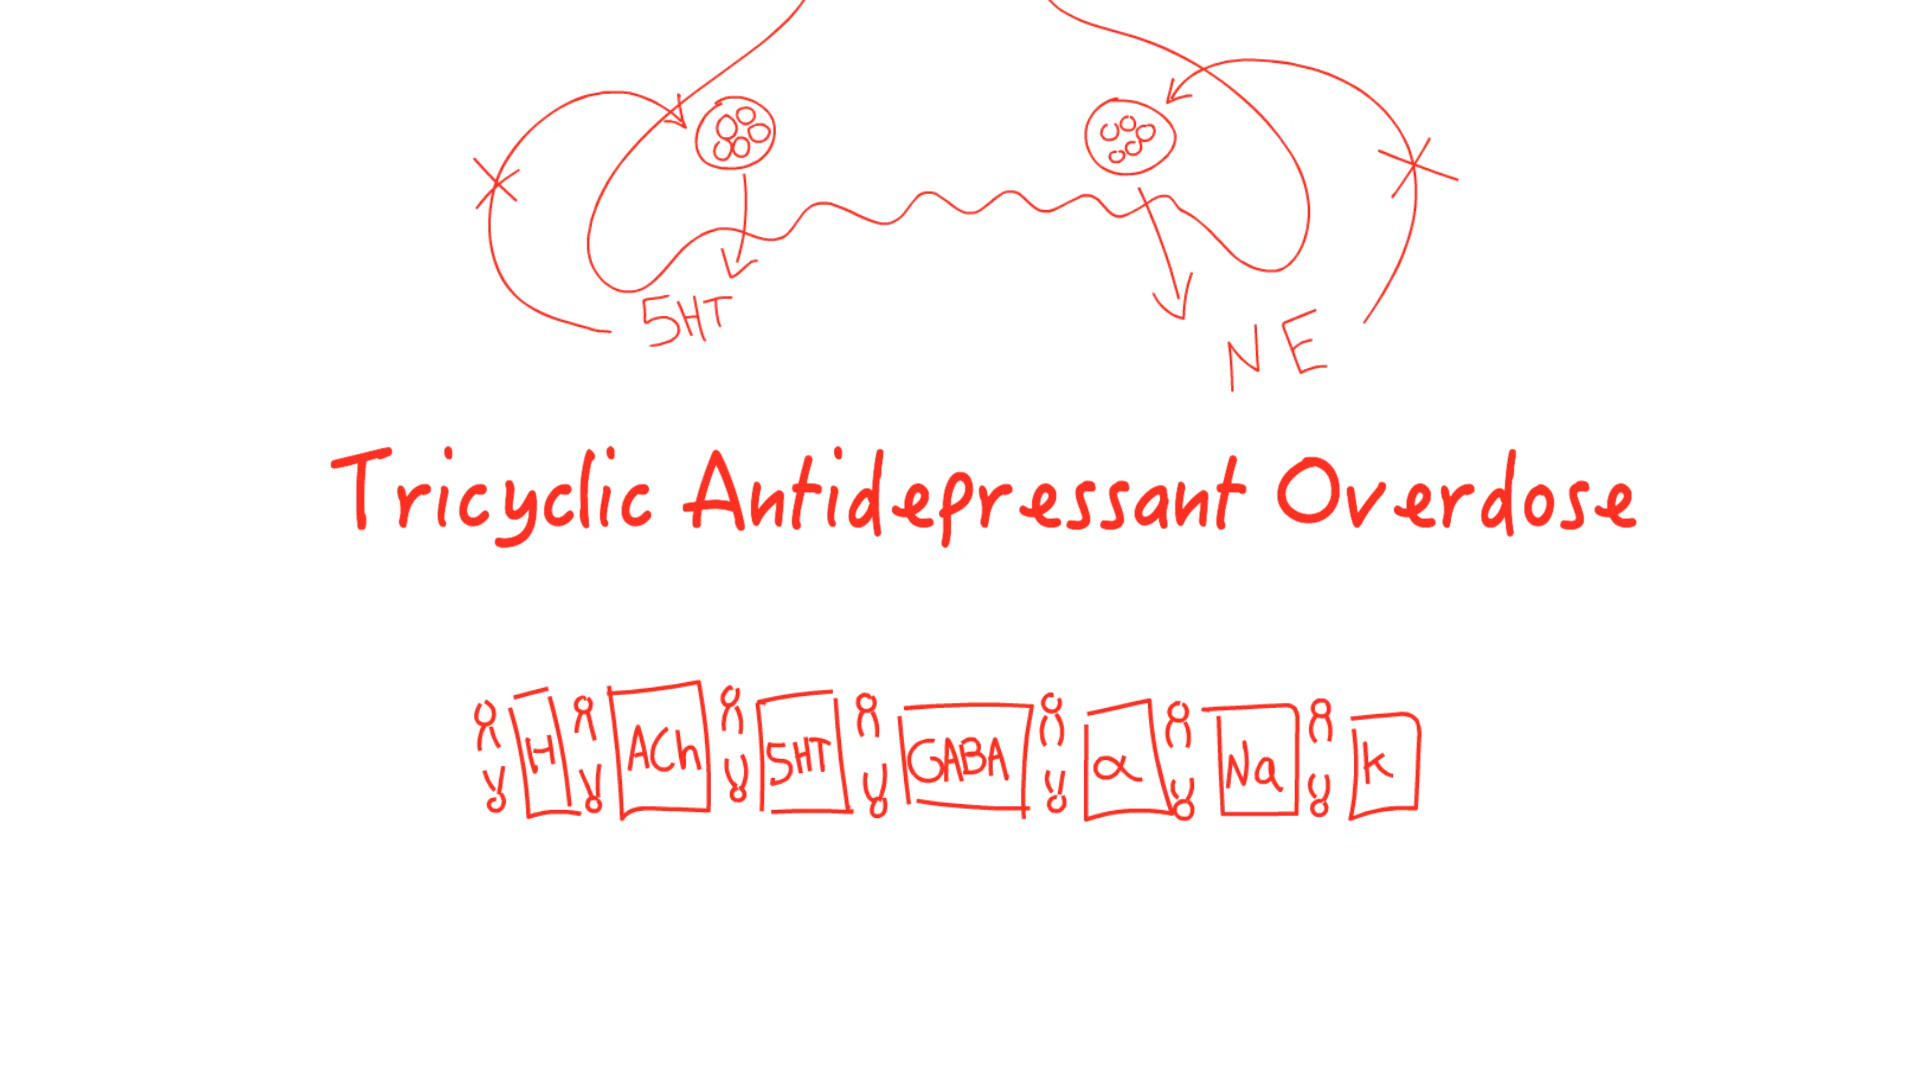 5HT
NE
Tricyclic Antidepressant Overdose
H ACh 5HT GABA α Na K